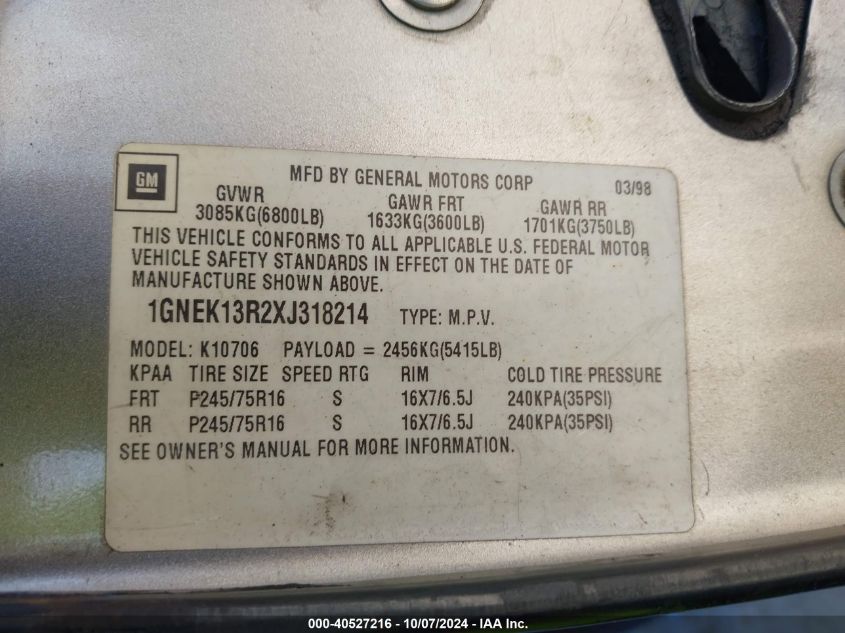 GM
MFD BY GENERAL MOTORS CORP 03/98
GVWR GAWR FRT GAWR RR
3085KG(6800LB) 1633KG(3600LB) 1701KG(3750LB)
THIS VEHICLE CONFORMS TO ALL APPLICABLE U.S. FEDERAL MOTOR
VEHICLE SAFETY STANDARDS IN EFFECT ON THE DATE OF
MANUFACTURE SHOWN ABOVE.
1GNEK13R2XJ318214 TYPE: M.P.V.
MODEL: K10706 PAYLOAD = 2456KG(5415LB)
KPAA TIRE SIZE SPEED RTG RIM COLD TIRE PRESSURE
FRT P245/75R16 S 16X7/6.5J 240KPA(35PSI)
RR P245/75R16 S 16X7/6.5J 240KPA(35PSI)
SEE OWNER'S MANUAL FOR MORE INFORMATION.
000-40527216 - 10/07/2024 - IAA Inc.